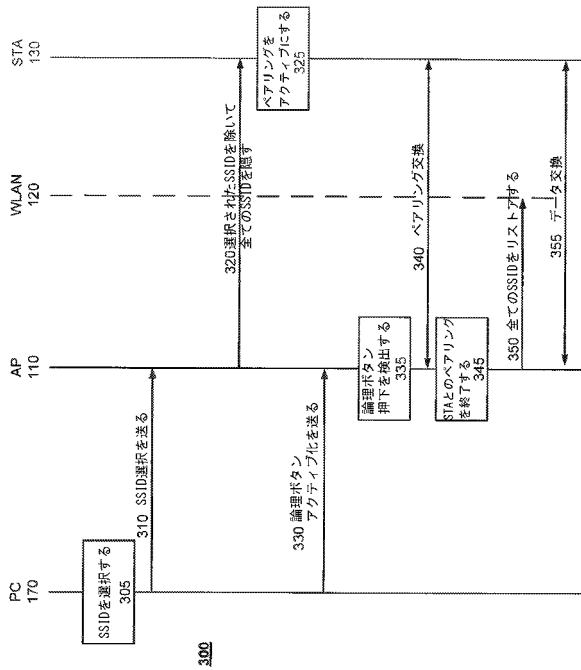 300
PC
170
AP
110
WLAN
120
STA
130
SSIDを選択する
305
310 SSID選択を送る
320選択されたSSIDを除いて
全てのSSIDを隠す
ペアリングを
アクティブにする
325
330 論理ボタン
アクティブ化を送る
論理ボタン
押下を検出する
335
340 ペアリング交換
STAとのペアリング
を終了する
345
350 全てのSSIDをリストアする
355 データ交換